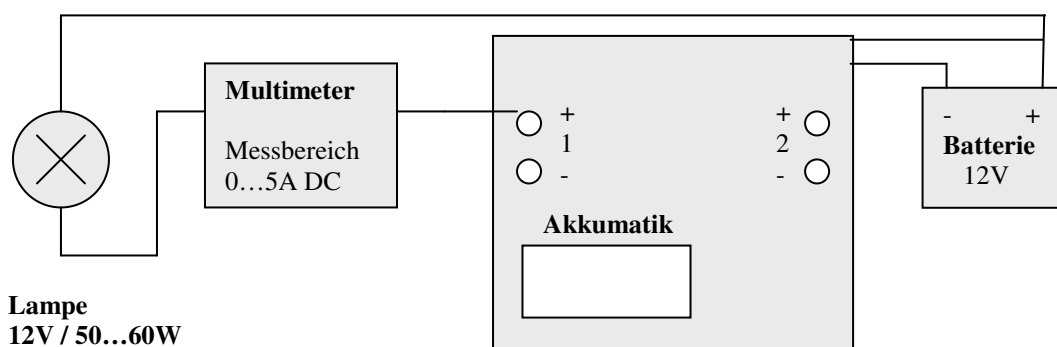 Multimeter
Messbereich
0…5A DC
+
1
-
+
2
-
Akkumatik
- +
Batterie
12V
Lampe
12V / 50…60W